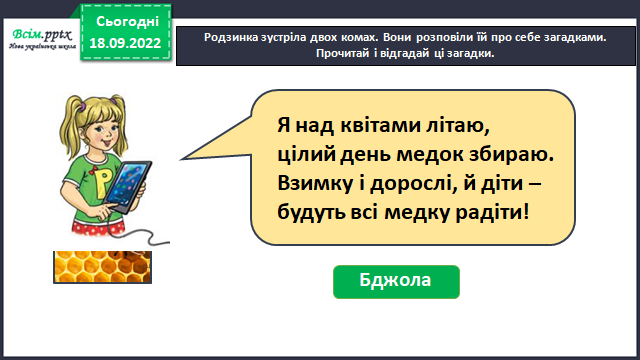 Всім.pptx
Нова українська школа
Сьогодні
18.09.2022
Родзинка зустріла двох комах. Вони розповіли їй про себе загадками.
Прочитай і відгадай ці загадки.
Я над квітами літаю,
цілий день медок збираю.
Взимку і дорослі, й діти –
будуть всі медку радіти!
Бджола